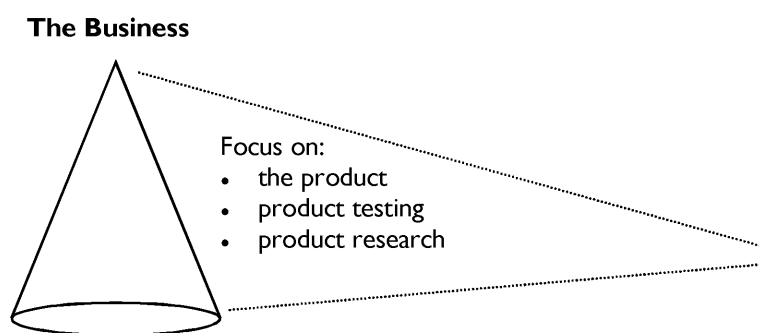 The Business
Focus on:
• the product
• product testing
• product research